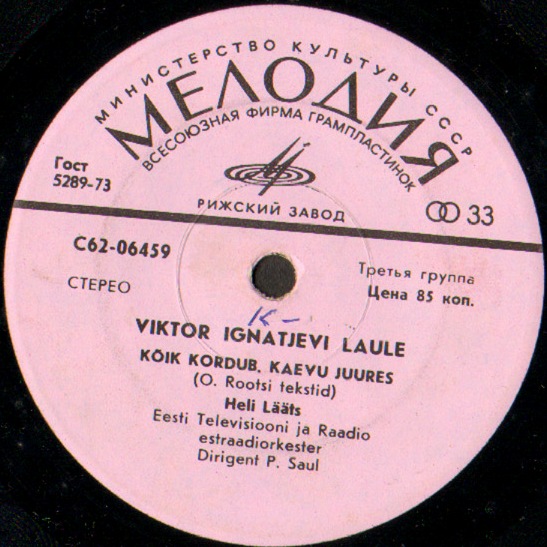 МИНИСТЕРСТВО КУЛЬТУРЫ СССР
МЕЛОДИЯ
ВСЕСОЮЗНАЯ ФИРМА ГРАМПЛАСТИНОК
Гост
5289-73
РИЖСКИЙ ЗАВОД
33
С62-06459
СТЕРЕО
Третья группа
Цена 85 коп.
К-
VIKTOR IGNATJEVI LAULE
KÕIK KORDUB. KAEVU JUURES
(O. Rootsi tekstid)
Heli Lääts
Eesti Televisiooni ja Raadio
estraadiorkester
Dirigent P. Saul